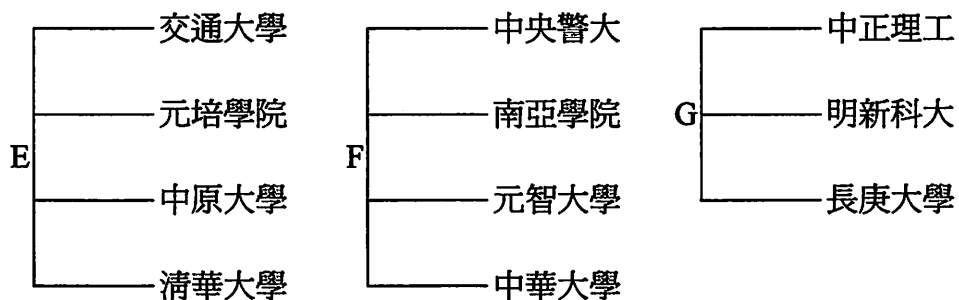 E
交通大學
元培學院
中原大學
清華大學
F
中央警大
南亞學院
元智大學
中華大學
G
中正理工
明新科大
長庚大學